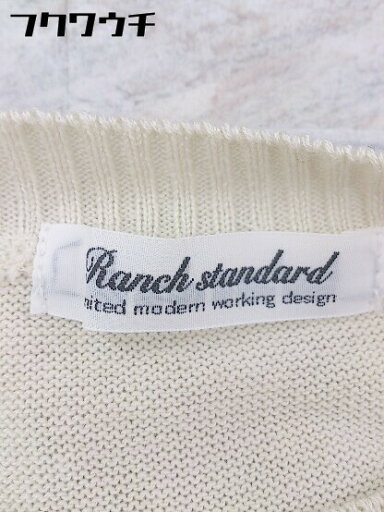 フクワウチ
Ranch standard
nited modern working design